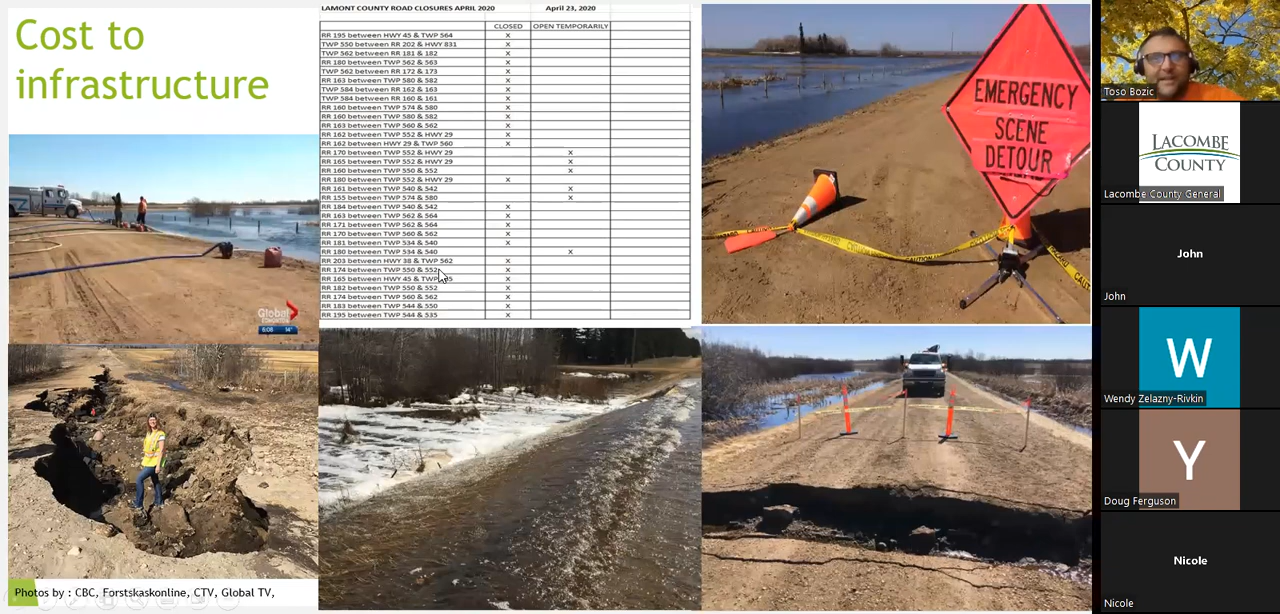 Cost to
infrastructure
LAMONT COUNTY ROAD CLOSURES APRIL 2020 April 23, 2020
CLOSED OPEN TEMPORARILY
RR 195 between HWY 45 & TWP 564 X
TWP 550 between RR 202 & HWY 831 X
TWP 562 between RR 181 & 182 X
RR 180 between TWP 562 & 563 X
TWP 562 between RR 172 & 173 X
RR 163 between TWP 580 & 582 X
TWP 584 between RR 162 & 163 X
TWP 584 between RR 160 & 161 X
RR 160 between TWP 574 & 580 X
RR 160 between TWP 580 & 582 X
RR 163 between TWP 560 & 562 X
RR 162 between TWP 552 & HWY 29 X
RR 162 between HWY 29 & TWP 560 X
RR 170 between TWP 552 & HWY 29 X
RR 165 between TWP 552 & HWY 29 X
RR 160 between TWP 550 & 552 X
RR 180 between TWP 552 & HWY 29 X
RR 161 between TWP 540 & 542 X
RR 155 between TWP 574 & 580 X
RR 184 between TWP 540 & 542 X
RR 163 between TWP 562 & 564 X
RR 171 between TWP 562 & 564 X
RR 170 between TWP 560 & 562 X
RR 181 between TWP 534 & 540 X
RR 180 between TWP 534 & 540 X
RR 203 between HWY 38 & TWP 562 X
RR 174 between TWP 550 & 552 X
RR 165 between HWY 45 & TWP X
RR 182 between TWP 550 & 552 X
RR 174 between TWP 560 & 562 X
RR 183 between TWP 544 & 550 X
RR 195 between TWP 544 & 535 X
EMERGENCY
SCENE
DETOUR
Global
EDMONTON
6:08 14°
Photos by : CBC, Forstskaskonline, CTV, Global TV,
Toso Bozic
LACOMBE
COUNTY
Lacombe County General
John
John
W
Wendy Zelazny-Rivkin
Y
Doug Ferguson
Nicole
Nicole